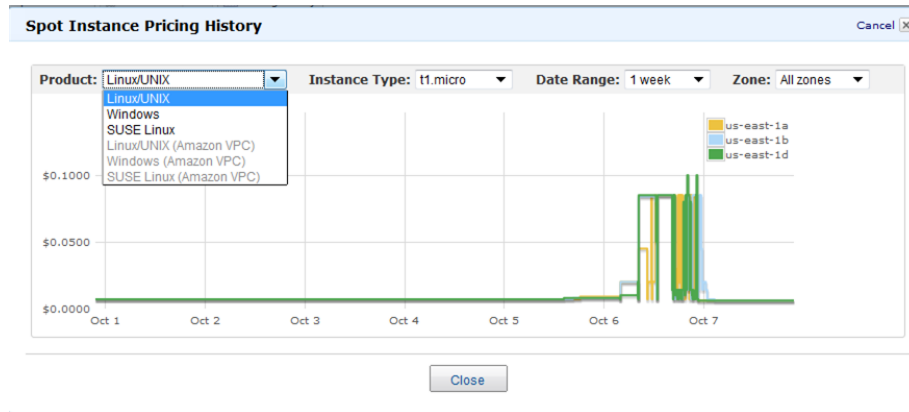 Spot Instance Pricing History
Cancel
Product: Linux/UNIX Instance Type: t1.micro Date Range: 1 week Zone: All zones
Linux/UNIX
Windows
SUSE Linux
Linux/UNIX (Amazon VPC)
Windows (Amazon VPC)
SUSE Linux (Amazon VPC)
us-east-1a
us-east-1b
us-east-1d
$0.1000
$0.0500
$0.0000
Oct 1 Oct 2 Oct 3 Oct 4 Oct 5 Oct 6 Oct 7
Close